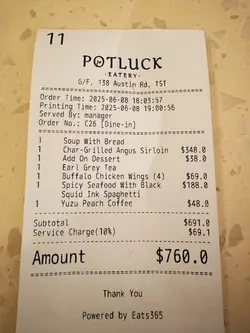 11
POTLUCK
· EATERY ·
G/F, 138 Austin Rd, TST
Order Time: 2025-06-08 18:03:57
Printing Time: 2025-06-08 19:00:56
Served By: manager
Order No.: C26 [Dine-in]
1 Soup With Bread
1 Char-Grilled Angus Sirloin $348.0
1 Add On Dessert $38.0
1 Earl Grey Tea
1 Buffalo Chicken Wings (4) $69.0
1 Spicy Seafood With Black $188.0
Squid Ink Spaghetti
1 Yuzu Peach Coffee $48.0
Subtotal $691.0
Service Charge(10%) $69.1
Amount $760.0
Thank You
Powered by Eats365